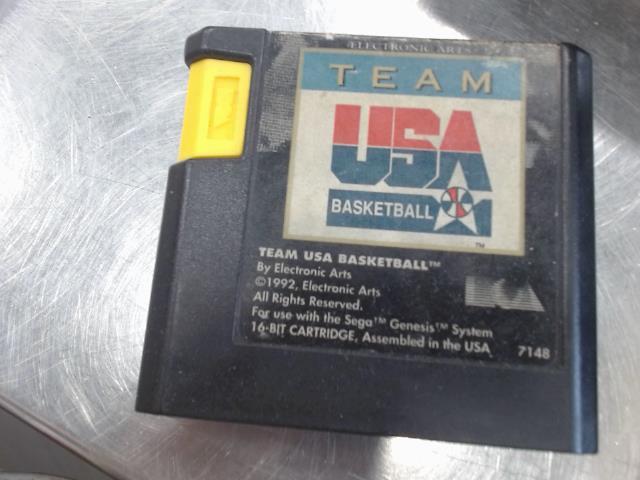 ELECTRONIC ARTS
TEAM
USA
BASKETBALL
TM
TEAM USA BASKETBALL™
By Electronic Arts
©1992, Electronic Arts
All Rights Reserved.
For use with the Sega™ Genesis™ System
16-BIT CARTRIDGE, Assembled in the USA
EA
7148